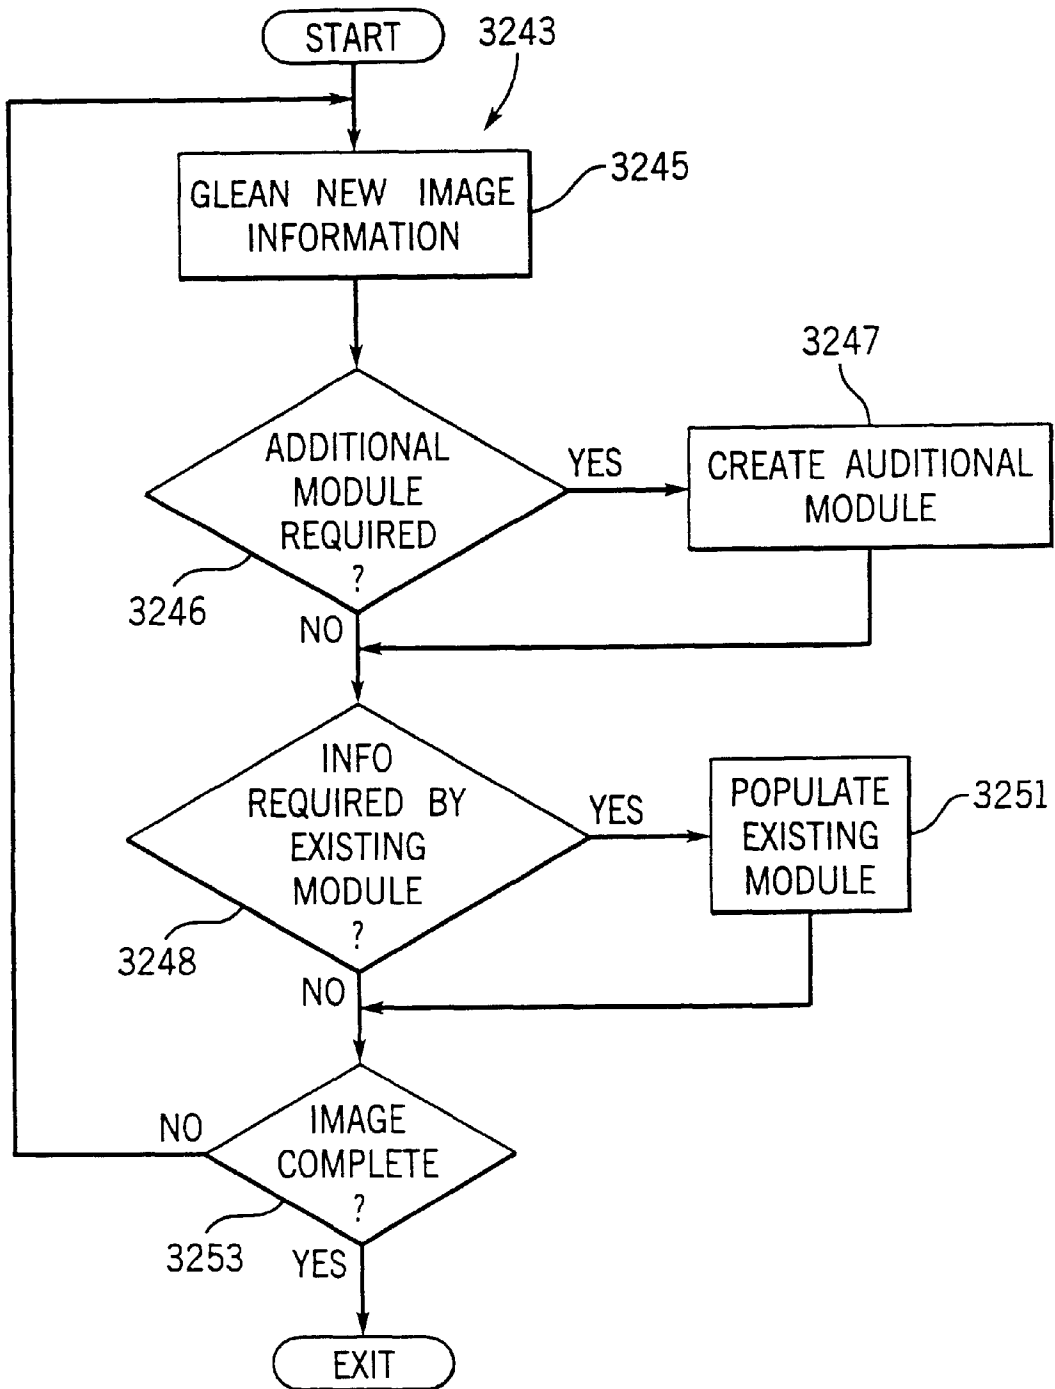 START
3243
GLEAN NEW IMAGE
INFORMATION
3245
ADDITIONAL
MODULE
REQUIRED
?
3246
YES
3247
CREATE AUDITIONAL
MODULE
NO
INFO
REQUIRED BY
EXISTING
MODULE
?
3248
YES
POPULATE
EXISTING
MODULE
3251
NO
IMAGE
COMPLETE
?
3253
NO
YES
EXIT